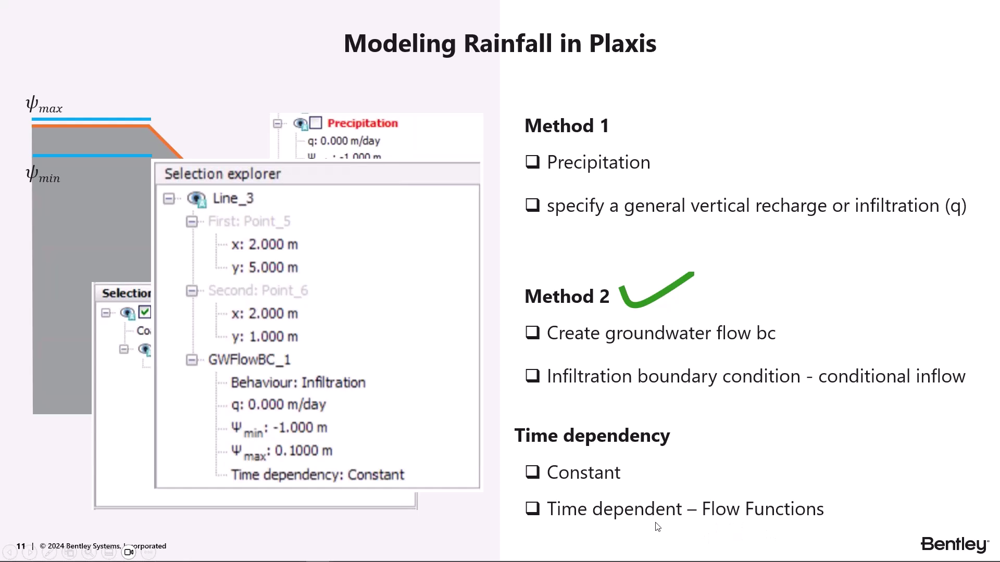 Modeling Rainfall in Plaxis
ψmax
ψmin
Precipitation
q: 0.000 m/day
-1.000 m
Selection explorer
Line_3
First: Point_5
x: 2.000 m
y: 5.000 m
Second: Point_6
x: 2.000 m
y: 1.000 m
GWFlowBC_1
Behaviour: Infiltration
q: 0.000 m/day
Ψmin: -1.000 m
Ψmax: 0.1000 m
Time dependency: Constant
Method 1
❑ Precipitation
❑ specify a general vertical recharge or infiltration (q)
Method 2
❑ Create groundwater flow bc
❑ Infiltration boundary condition - conditional inflow
Time dependency
❑ Constant
❑ Time dependent – Flow Functions
11 | © 2024 Bentley Systems, Incorporated
Bentley